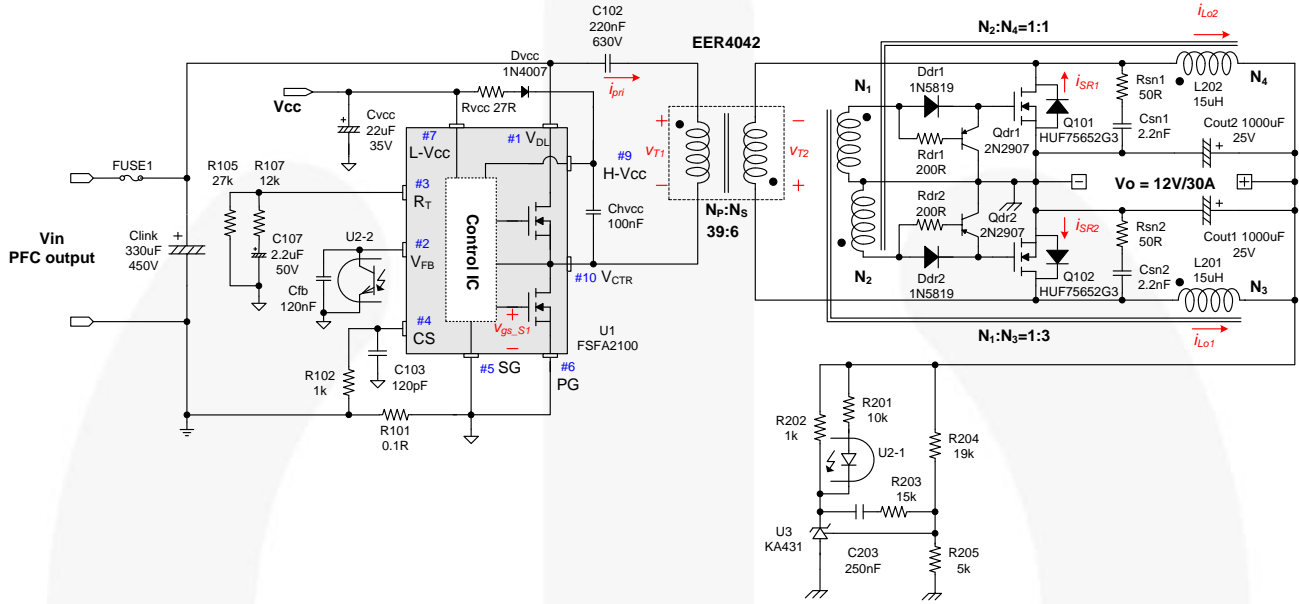 C102
220nF
630V
EER4042
N2:N4=1:1
iLo2
Dvcc
1N4007
ipri
Rvcc 27R
Vcc
Cvcc
22uF
35V
#7
L-Vcc
#1 VDL
#9
H-Vcc
FUSE1
R105
27k
R107
12k
#3
RT
Vin
PFC output
Clink
330uF
450V
C107
2.2uF
50V
U2-2
#2
VFB
Cfb
120nF
Control IC
Chvcc
100nF
#10 VCTR
#4
CS
vgs_S1
+
−
U1
FSFA2100
#5 SG
#6
PG
R102
1k
C103
120pF
R101
0.1R
+
vT1
−
−
vT2
+
NP:NS
39:6
N1
N2
Ddr1
1N5819
Rdr1
200R
Qdr1
2N2907
iSR1
Q101
HUF75652G3
Rsn1
50R
Csn1
2.2nF
L202
15uH
N4
Cout2 1000uF
25V
Vo = 12V/30A
Rdr2
200R
Qdr2
2N2907
Ddr2
1N5819
iSR2
Q102
HUF75652G3
Rsn2
50R
Csn2
2.2nF
Cout1 1000uF
25V
L201
15uH
N3
N1:N3=1:3
iLo1
R202
1k
R201
10k
U2-1
R204
19k
R203
15k
U3
KA431
C203
250nF
R205
5k